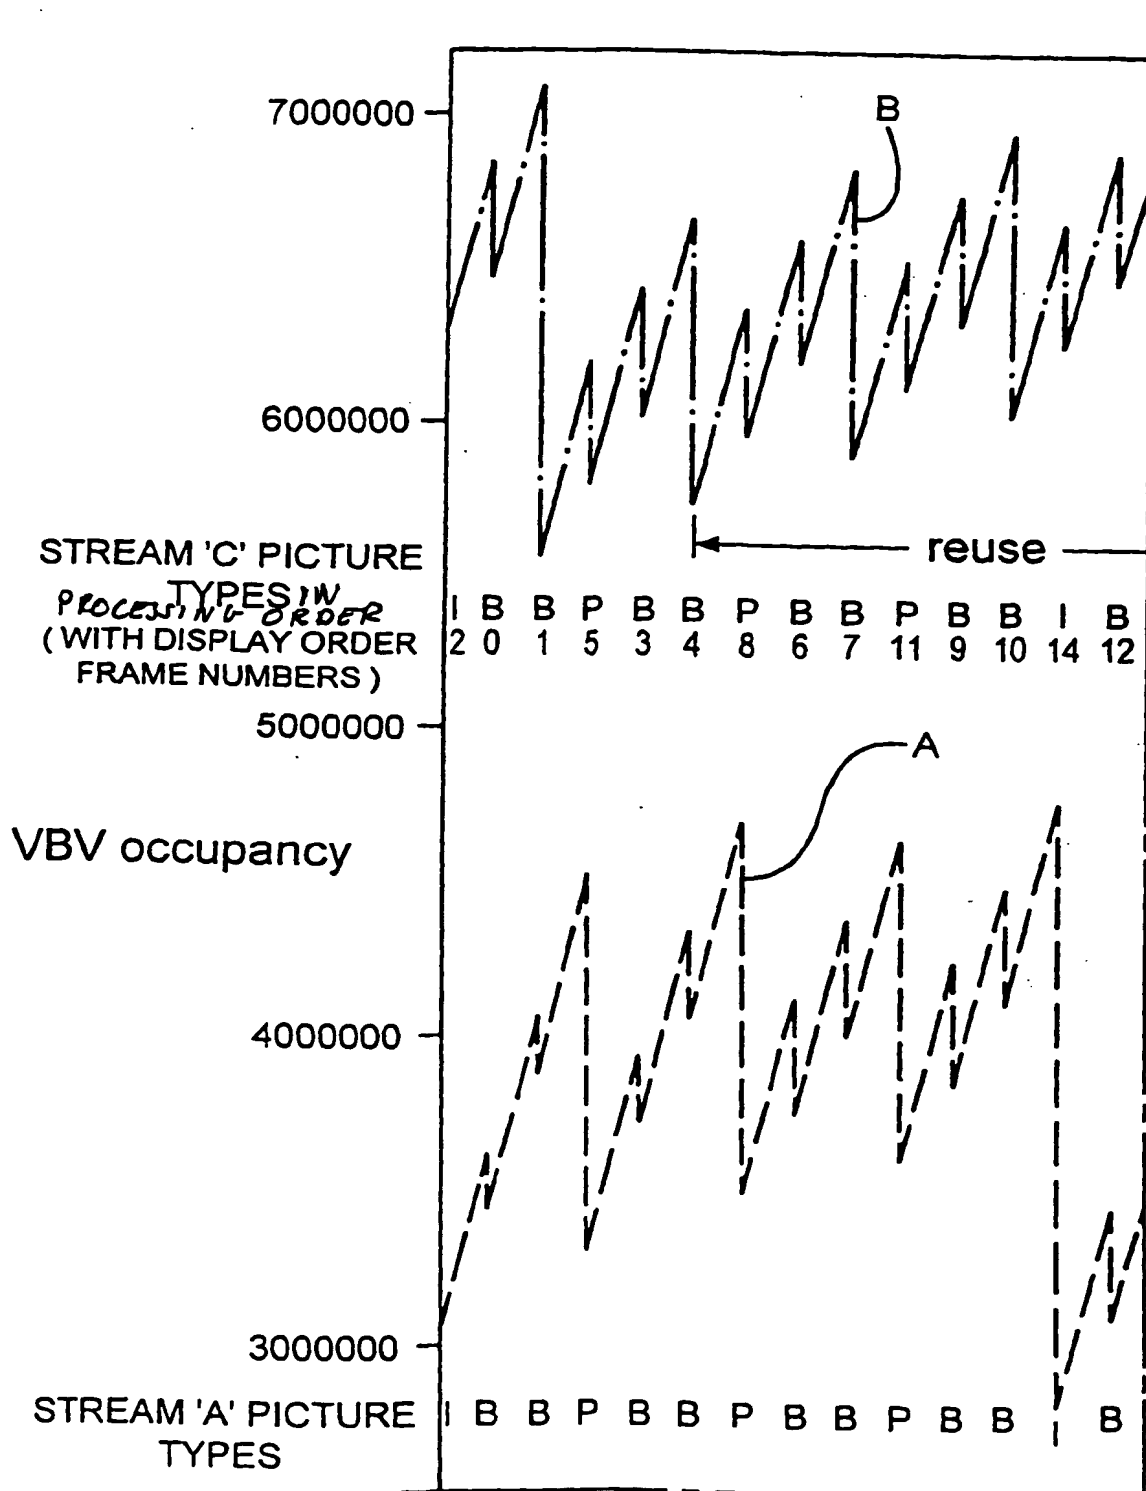 7000000
B
6000000
STREAM 'C' PICTURE
TYPES IN
PROCESSING ORDER
(WITH DISPLAY ORDER
FRAME NUMBERS)
reuse
I B B P B B P B B P B B I B
2 0 1 5 3 4 8 6 7 11 9 10 14 12
5000000
A
VBV occupancy
4000000
3000000
STREAM 'A' PICTURE
TYPES
I B B P B B P B B P B B I B